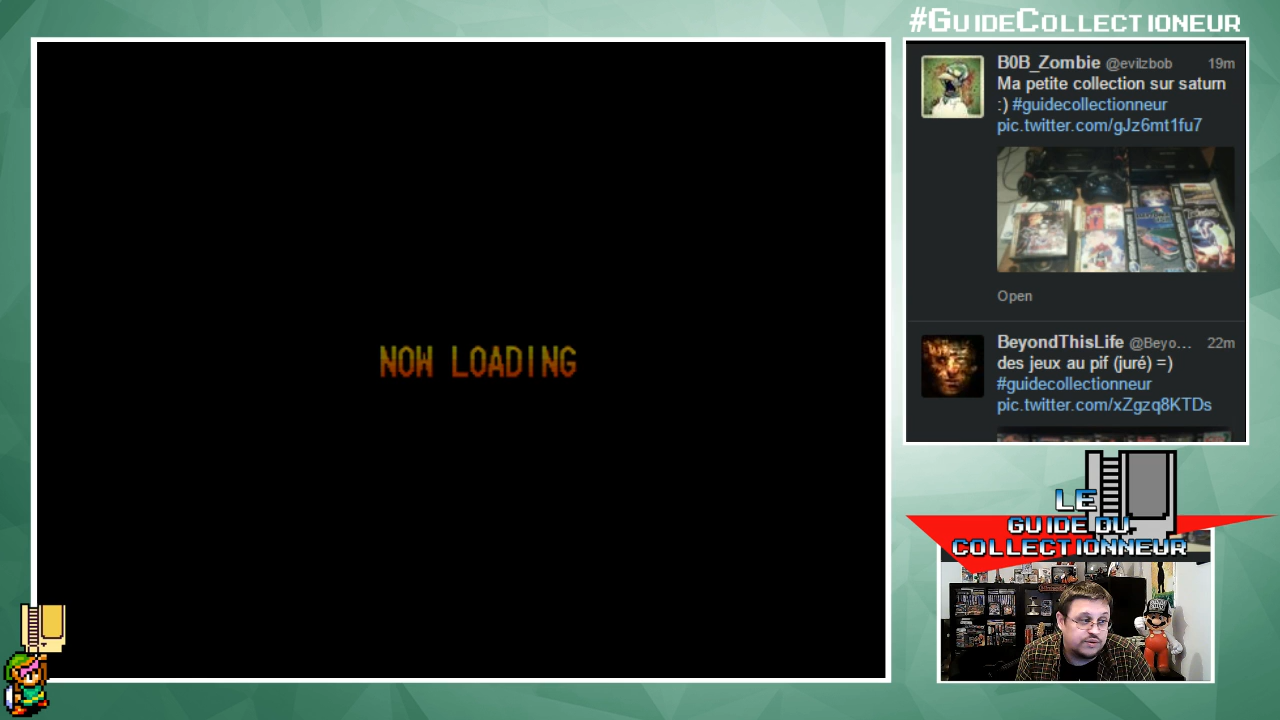 #GUIDECOLLECTIONEUR
B0B_Zombie @evilzbob 19m
Ma petite collection sur saturn
:) #guidecollectionneur
pic.twitter.com/gJz6mt1fu7
Open
BeyondThisLife @Beyo... 22m
des jeux au pif (juré) =)
#guidecollectionneur
pic.twitter.com/xZgzq8KTDs
NOW LOADING
LE
GUIDE DU
COLLECTIONNEUR